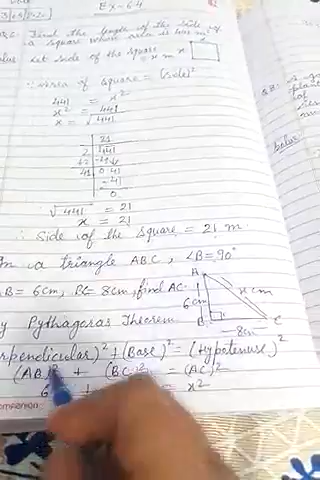 Ex-6.4
Find the length of the side of
a square whose area is 441 m²
let side of the square = x m x
∴ Area of square = (side)²
441 = x²
x² = 441
x = √441
21
2 441
41 041
-41
0
√441 = 21
x = 21
∴ Side of the square = 21 m
In a triangle ABC, ∠B=90°
AB = 6cm, BC = 8cm, find AC
A
x cm
6cm
By Pythagoras Theorem
B C
8cm
(Perpendicular)² + (Base)² = (Hypotenuse)²
(AB)² + (BC)² = (AC)²
6 + = x²